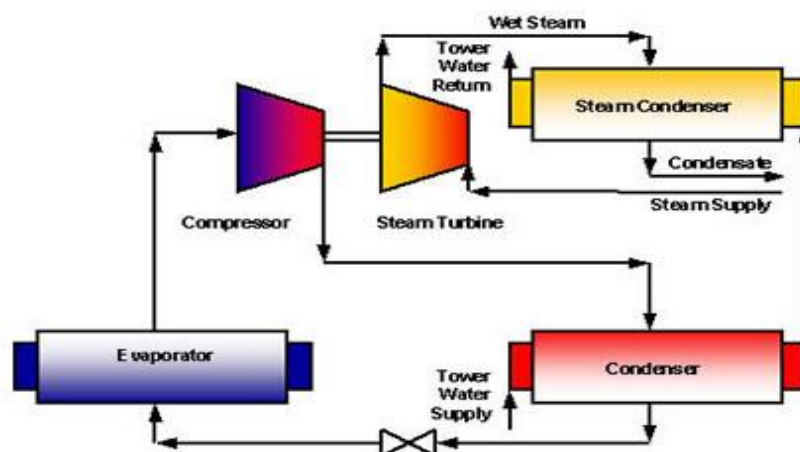 Wet Steam
Tower
Water
Return
Steam Condenser
Condensate
Steam Supply
Compressor
Steam Turbine
Evaporator
Condenser
Tower
Water
Supply